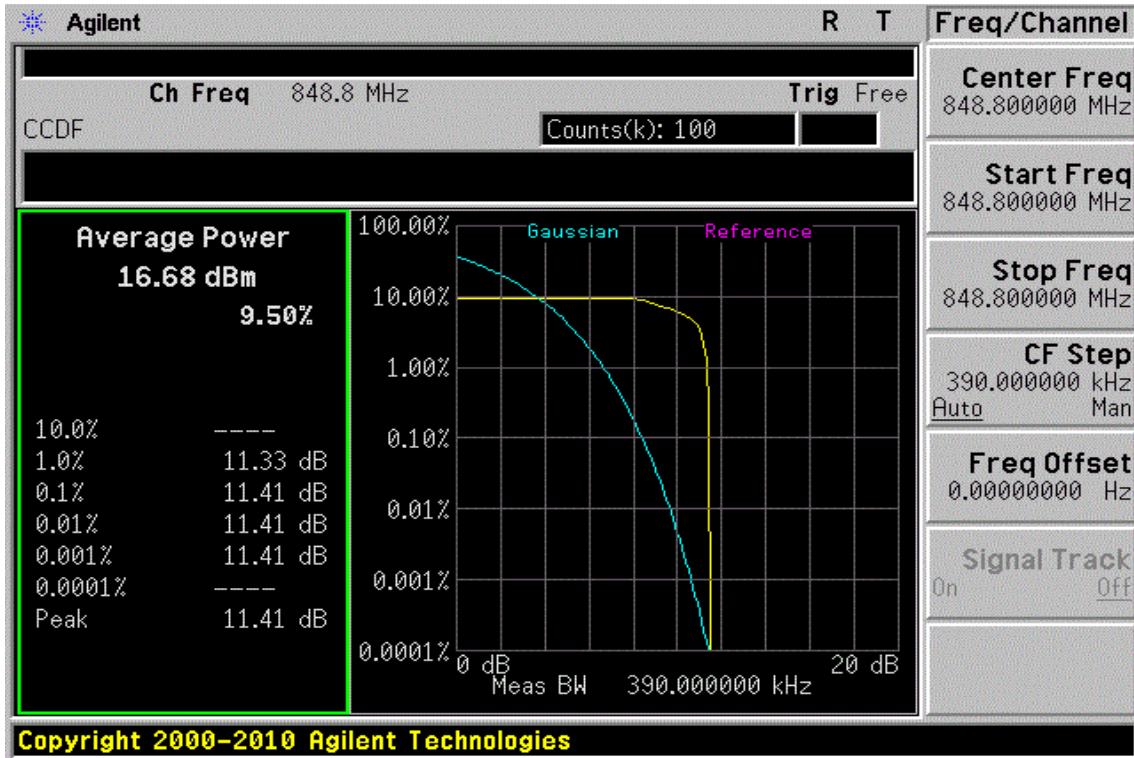 Agilent R T
Ch Freq 848.8 MHz Trig Free
CCDF Counts(k): 100
Average Power
16.68 dBm
9.50%
10.0% ----
1.0% 11.33 dB
0.1% 11.41 dB
0.01% 11.41 dB
0.001% 11.41 dB
0.0001% ----
Peak 11.41 dB
Gaussian Reference
100.00%
10.00%
1.00%
0.10%
0.01%
0.001%
0.0001%
0 dB 20 dB
Meas BW 390.000000 kHz
Freq/Channel
Center Freq
848.800000 MHz
Start Freq
848.800000 MHz
Stop Freq
848.800000 MHz
CF Step
390.000000 kHz
Auto Man
Freq Offset
0.00000000 Hz
Signal Track
On Off
Copyright 2000-2010 Agilent Technologies